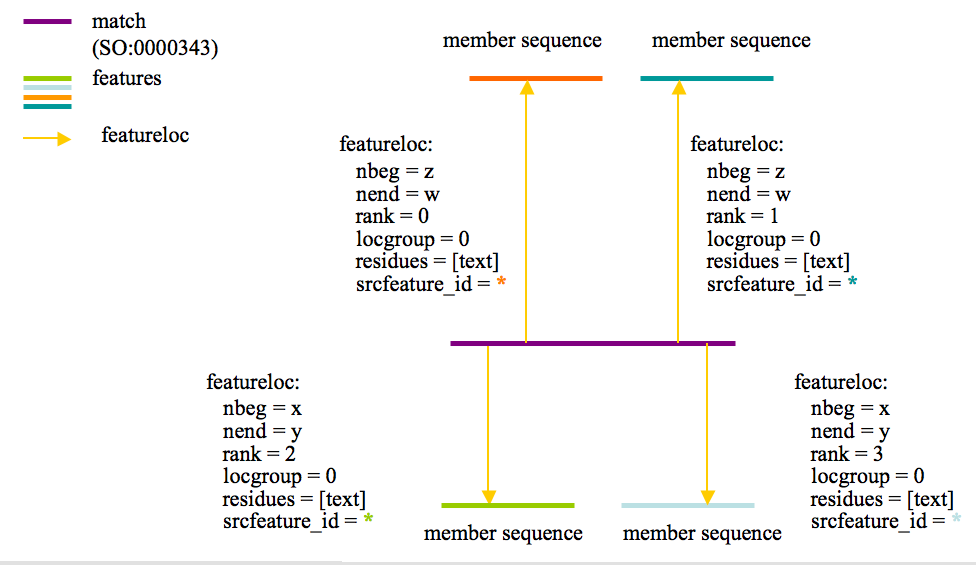 match
(SO:0000343)
features
featureloc
member sequence
member sequence
featureloc:
nbeg = z
nend = w
rank = 0
locgroup = 0
residues = [text]
srcfeature_id = *
featureloc:
nbeg = z
nend = w
rank = 1
locgroup = 0
residues = [text]
srcfeature_id = *
featureloc:
nbeg = x
nend = y
rank = 2
locgroup = 0
residues = [text]
srcfeature_id = *
featureloc:
nbeg = x
nend = y
rank = 3
locgroup = 0
residues = [text]
srcfeature_id = *
member sequence
member sequence